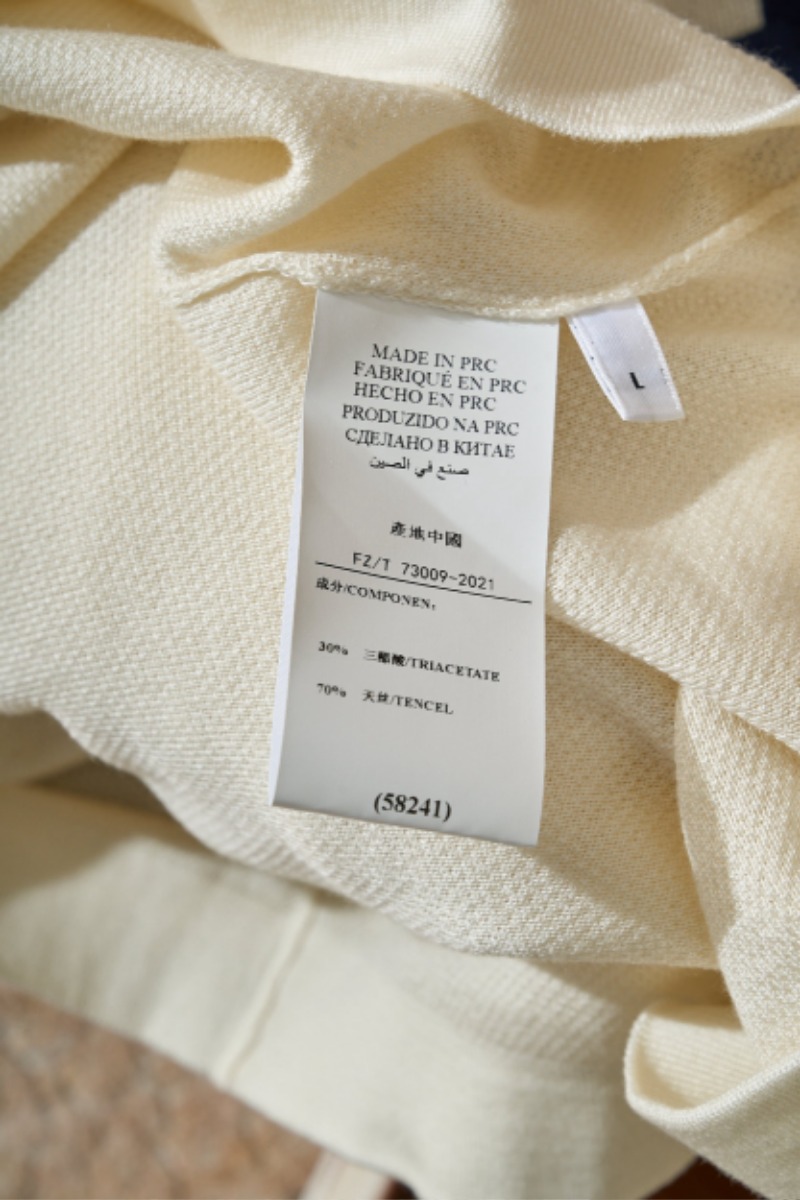 MADE IN PRC
FABRIQUÉ EN PRC
HECHO EN PRC
PRODUZIDO NA PRC
СДЕЛАНО В КИТАЕ
صنع في الصين
產地中國
FZ/T 73009-2021
成分/COMPONEN:
30% 三醋酸/TRIACETATE
70% 天丝/TENCEL
(58241)
L